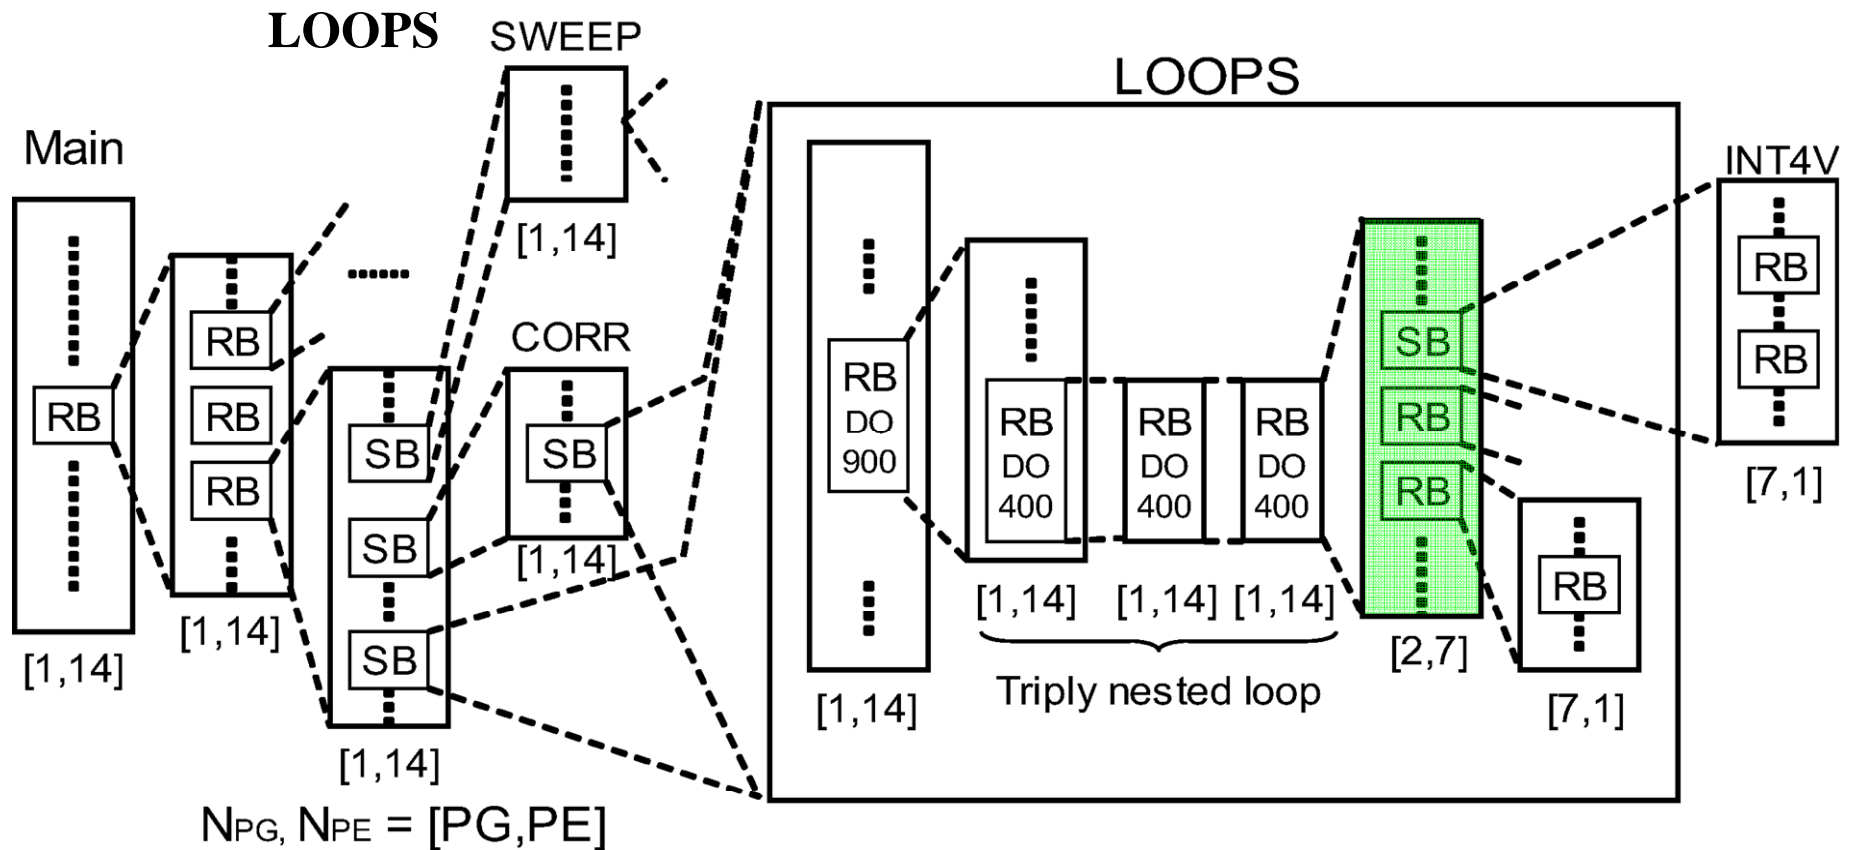 LOOPS
SWEEP
[1,14]
Main
RB
[1,14]
RB
RB
RB
[1,14]
SB
SB
SB
[1,14]
CORR
SB
[1,14]
NPG, NPE = [PG,PE]
LOOPS
RB
DO
900
[1,14]
RB
DO
400
[1,14]
RB
DO
400
[1,14]
RB
DO
400
[1,14]
Triply nested loop
SB
RB
RB
[2,7]
RB
[7,1]
INT4V
RB
RB
[7,1]